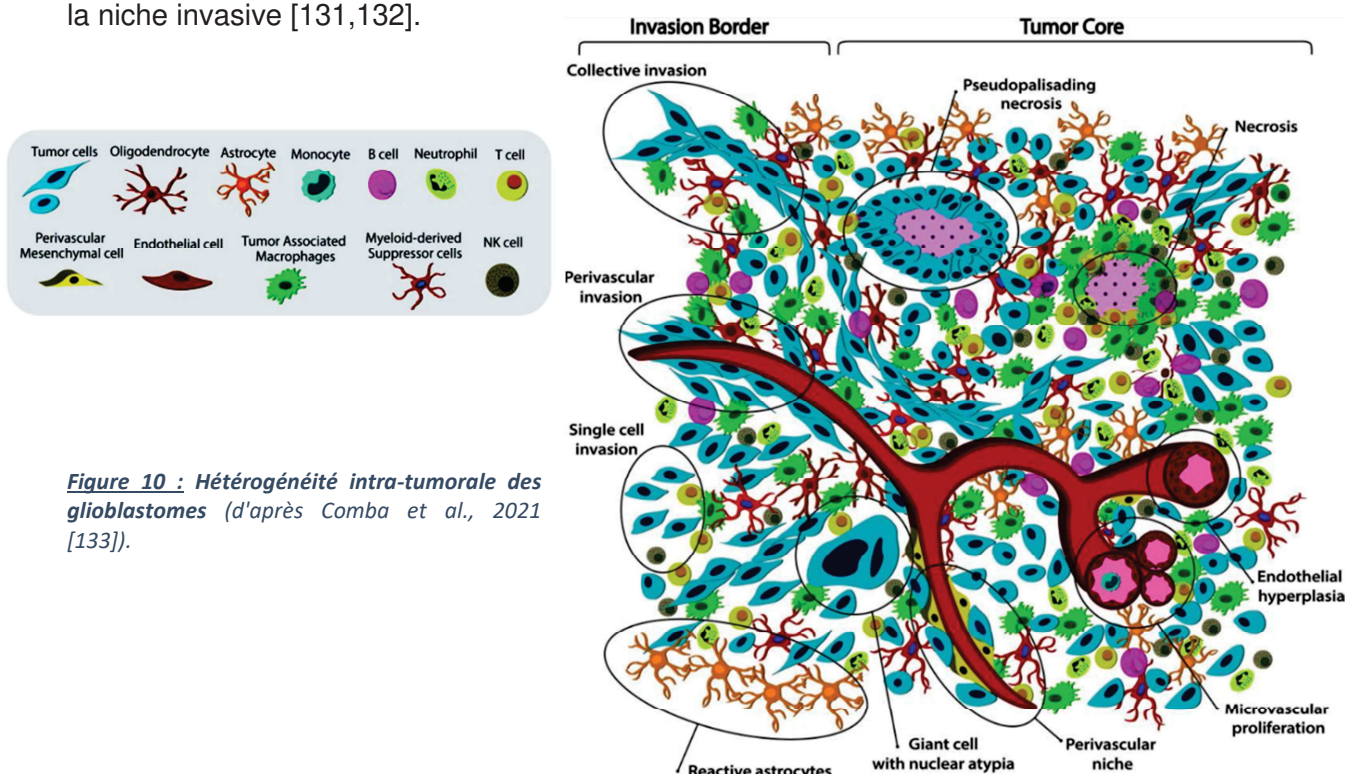 la niche invasive [131,132].
Invasion Border
Tumor Core
Collective invasion
Pseudopalisading
necrosis
Necrosis
Tumor cells
Oligodendrocyte
Astrocyte
Monocyte
B cell
Neutrophil
T cell
Perivascular
Mesenchymal cell
Endothelial cell
Tumor Associated
Macrophages
Myeloid-derived
Suppressor cells
NK cell
Perivascular
invasion
Single cell
invasion
Figure 10 : Hétérogénéité intra-tumorale des
glioblastomes (d'après Comba et al., 2021
[133]).
Endothelial
hyperplasia
Microvascular
proliferation
Giant cell
with nuclear atypia
Perivascular
niche
Reactive astrocytes